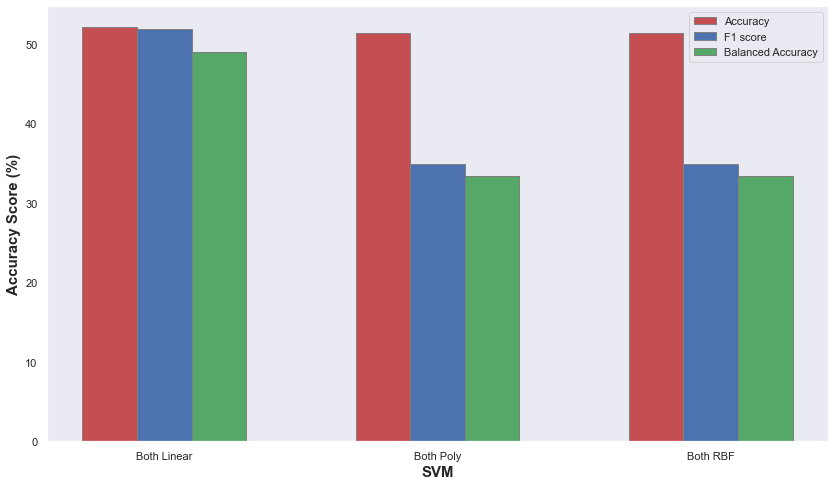 Accuracy
F1 score
Balanced Accuracy
Accuracy Score (%)
50
40
30
20
10
0
Both Linear
Both Poly
Both RBF
SVM